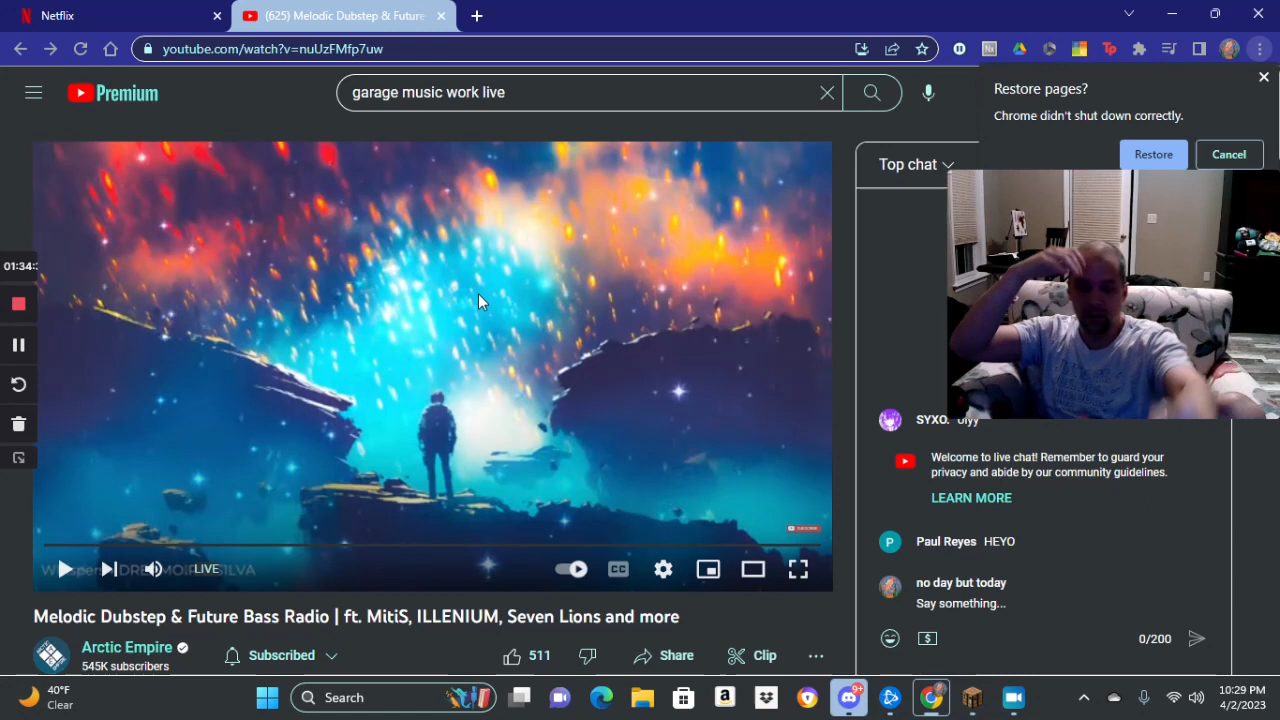 Netflix
(625) Melodic Dubstep & Future
youtube.com/watch?v=nuUzFMfp7uw
Premium
garage music work live
Restore pages?
Chrome didn't shut down correctly.
Restore
Cancel
Top chat
01:34:
SYXO.
Welcome to live chat! Remember to guard your
privacy and abide by our community guidelines.
LEARN MORE
Paul Reyes HEYO
no day but today
Say something...
0/200
LIVE
CC
SUBSCRIBE
Melodic Dubstep & Future Bass Radio | ft. MitiS, ILLENIUM, Seven Lions and more
Arctic Empire
545K subscribers
Subscribed
511
Share
Clip
40°F
Clear
Search
9+
10:29 PM
4/2/2023